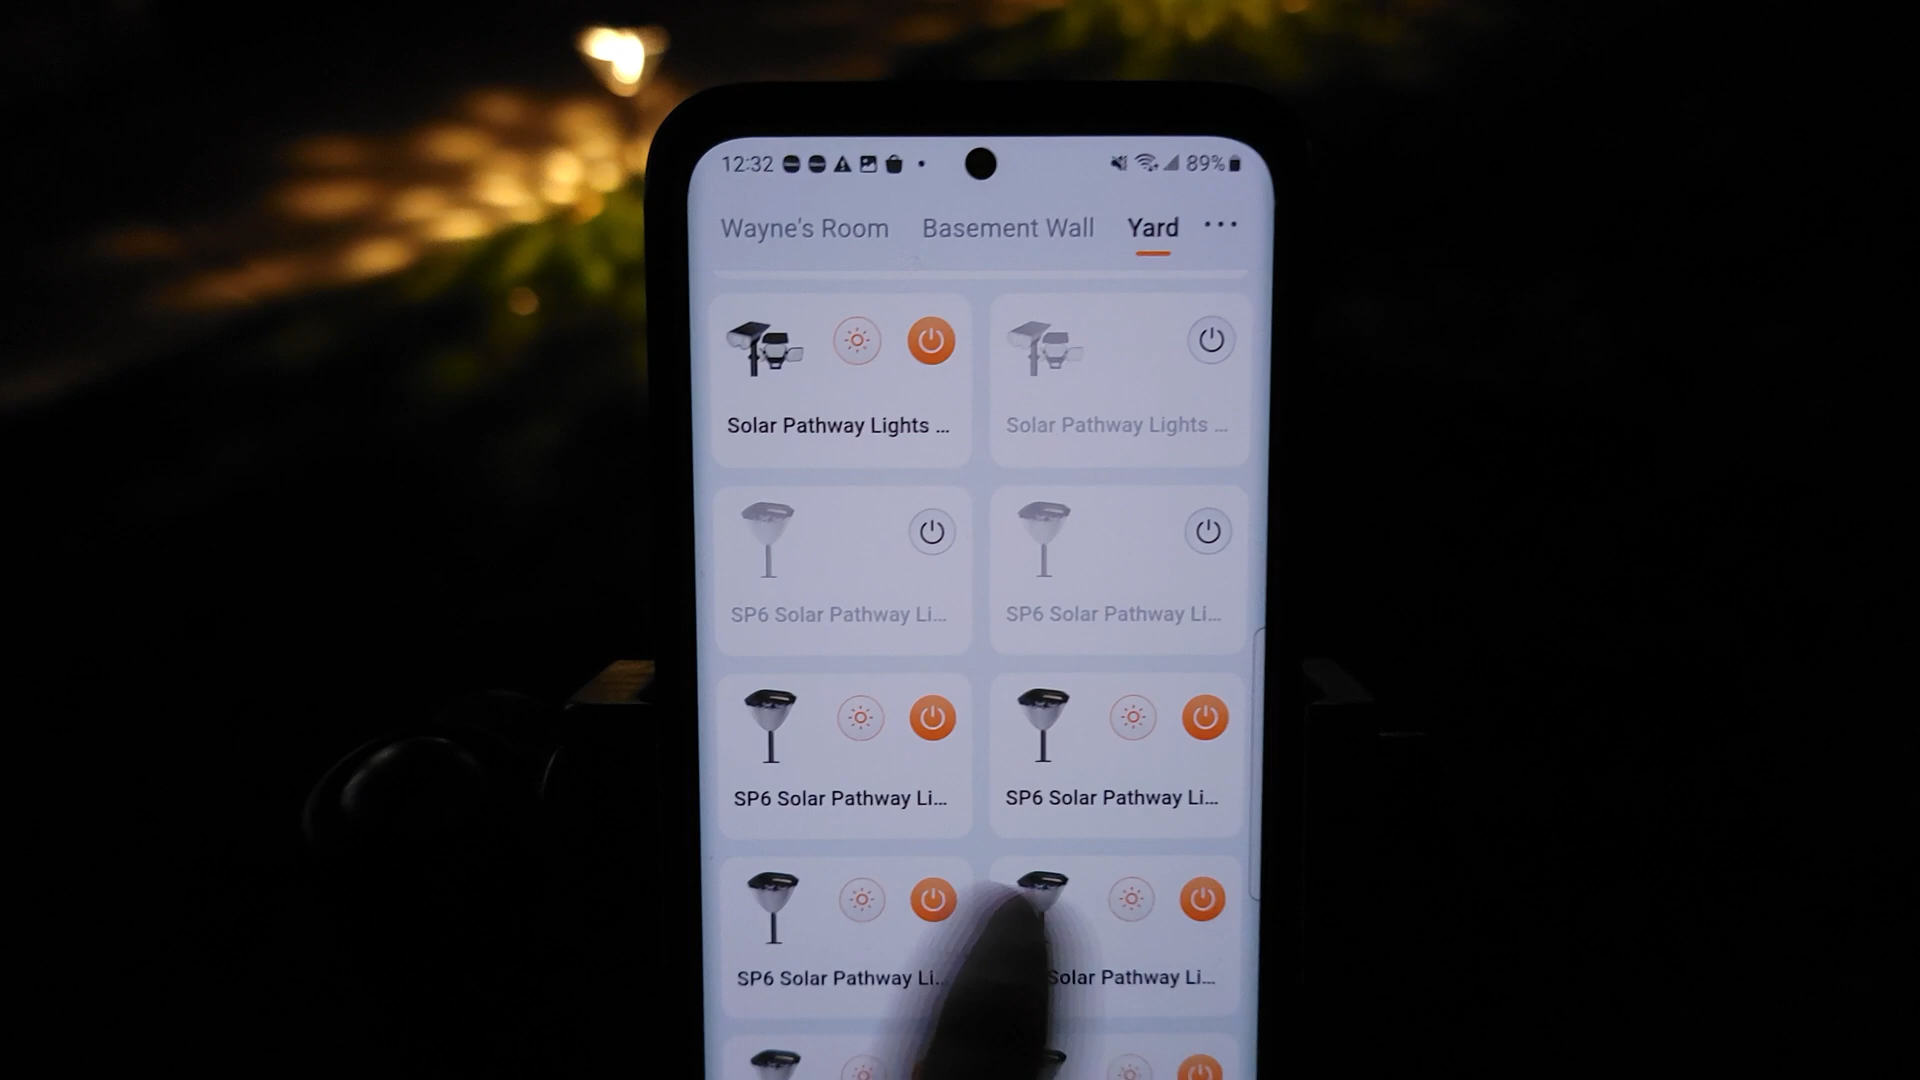 12:32 89%
Wayne's Room Basement Wall Yard
Solar Pathway Lights ... Solar Pathway Lights ...
SP6 Solar Pathway Li... SP6 Solar Pathway Li...
SP6 Solar Pathway Li... SP6 Solar Pathway Li...
SP6 Solar Pathway Li... Solar Pathway Li...